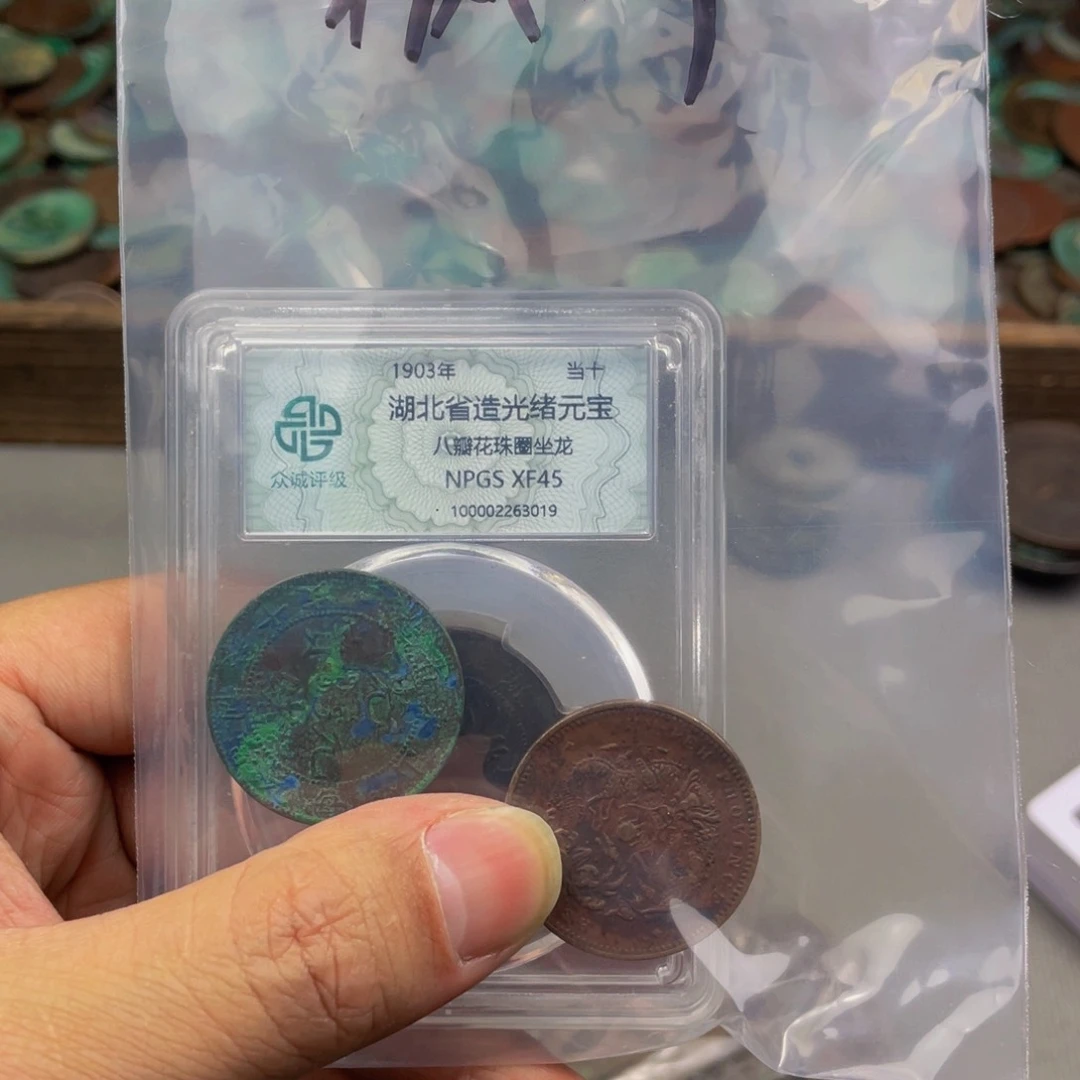 1903年 当十
湖北省造光绪元宝
八瓣花珠圈坐龙
众诚评级 NPGS XF45
100002263019